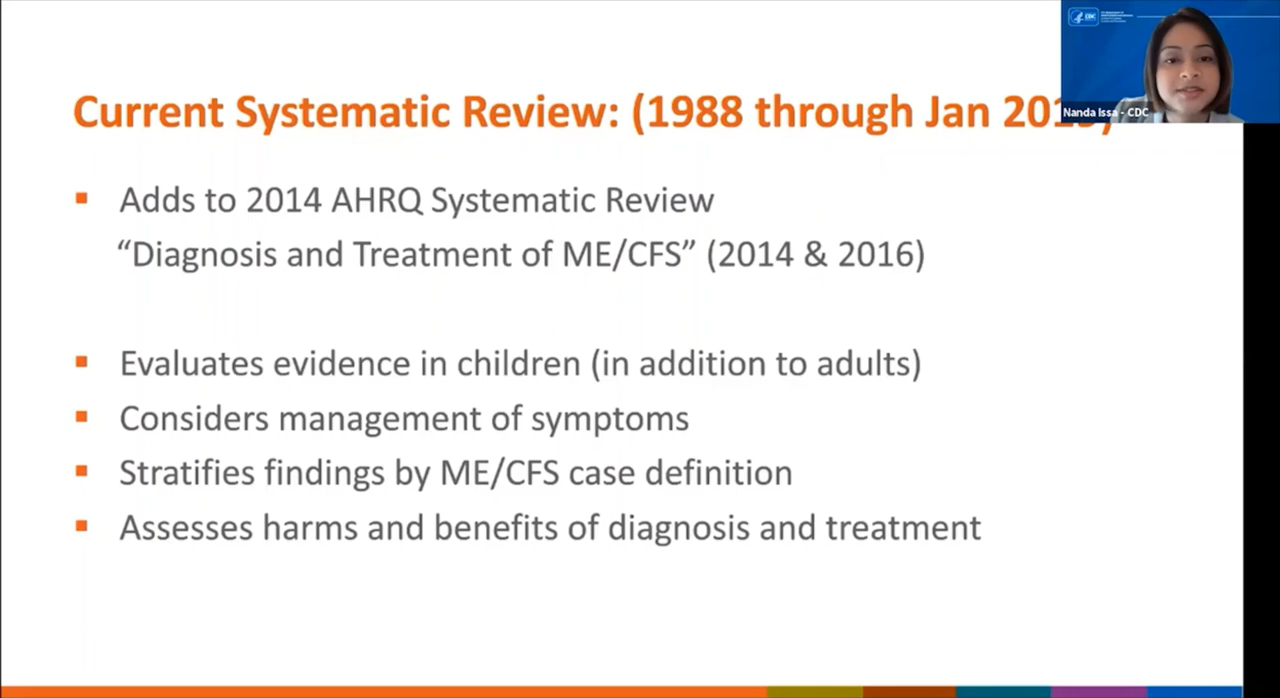 Current Systematic Review: (1988 through Jan
Adds to 2014 AHRQ Systematic Review
“Diagnosis and Treatment of ME/CFS” (2014 & 2016)
Evaluates evidence in children (in addition to adults)
Considers management of symptoms
Stratifies findings by ME/CFS case definition
Assesses harms and benefits of diagnosis and treatment
CDC
Nanda Issa - CDC